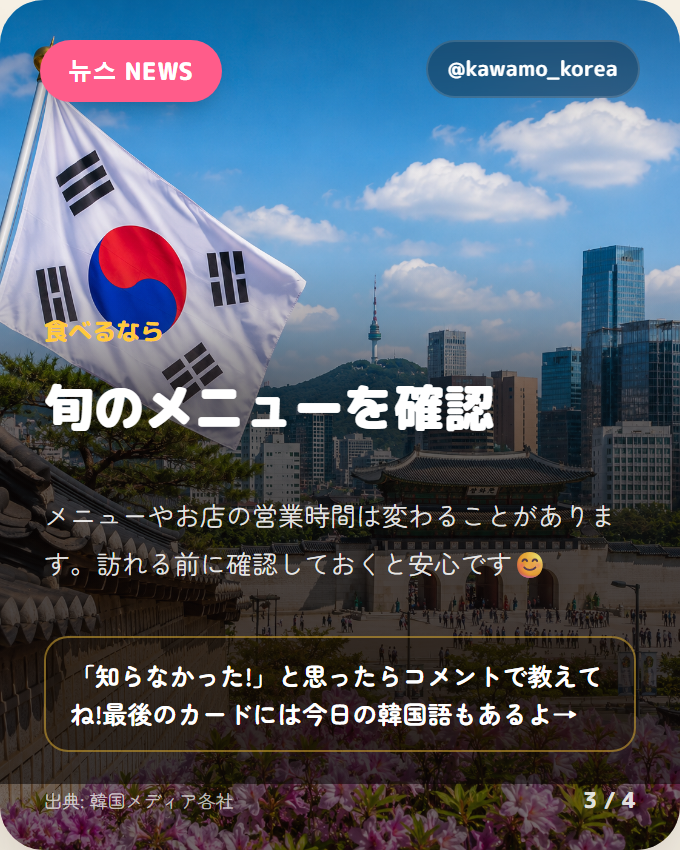 뉴스 NEWS
@kawamo_korea
食べるなら
旬のメニューを確認
メニューやお店の営業時間は変わることがありま
す。訪れる前に確認しておくと安心です😊
「知らなかった!」と思ったらコメントで教えて
ね!最後のカードには今日の韓国語もあるよ→
出典: 韓国メディア各社
3 / 4